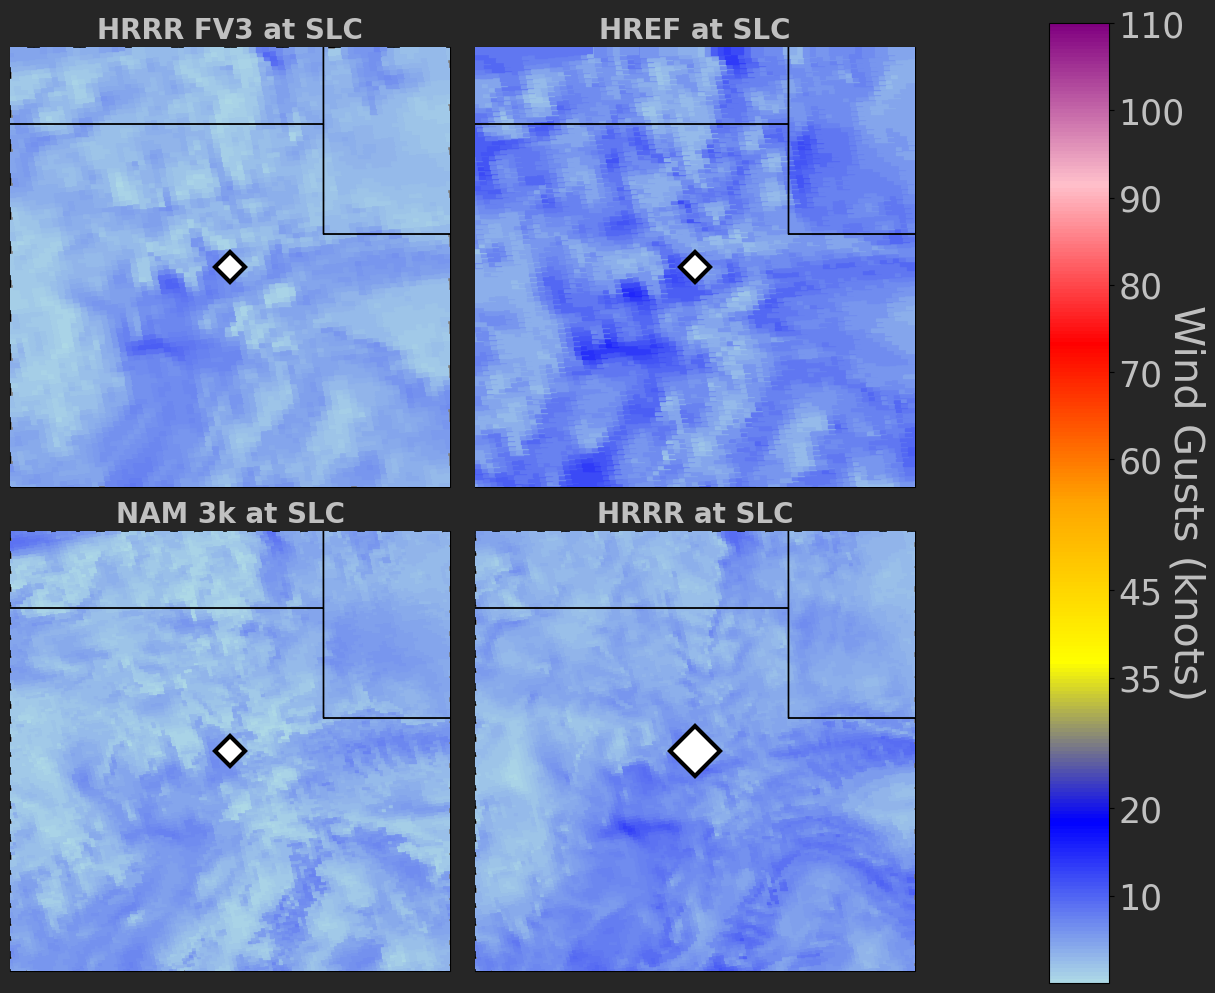 HRRR FV3 at SLC
HREF at SLC
NAM 3k at SLC
HRRR at SLC
110
100
90
80
70
60
45
35
20
10
Wind Gusts (knots)